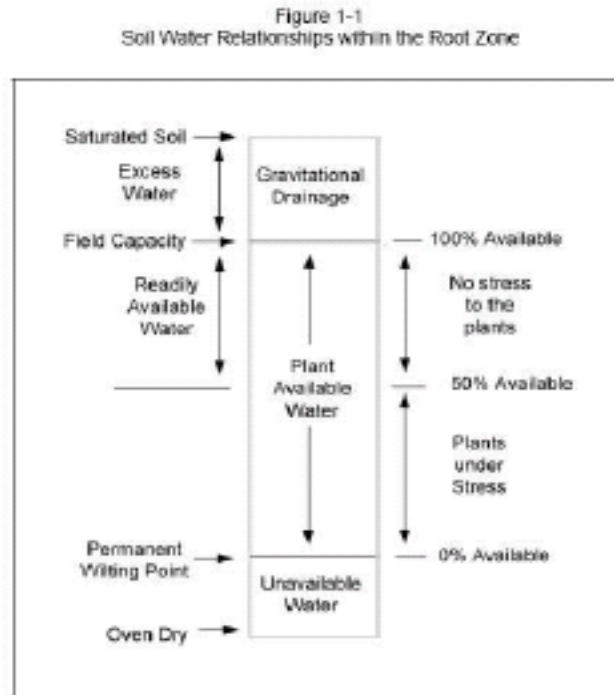 Figure 1-1
Soil Water Relationships within the Root Zone
Saturated Soil
Excess
Water
Gravitational
Drainage
Field Capacity
100% Available
Readily
Available
Water
No stress
to the
plants
Plant
Available
Water
50% Available
Plants
under
Stress
Permanent
Wilting Point
0% Available
Unavailable
Water
Oven Dry